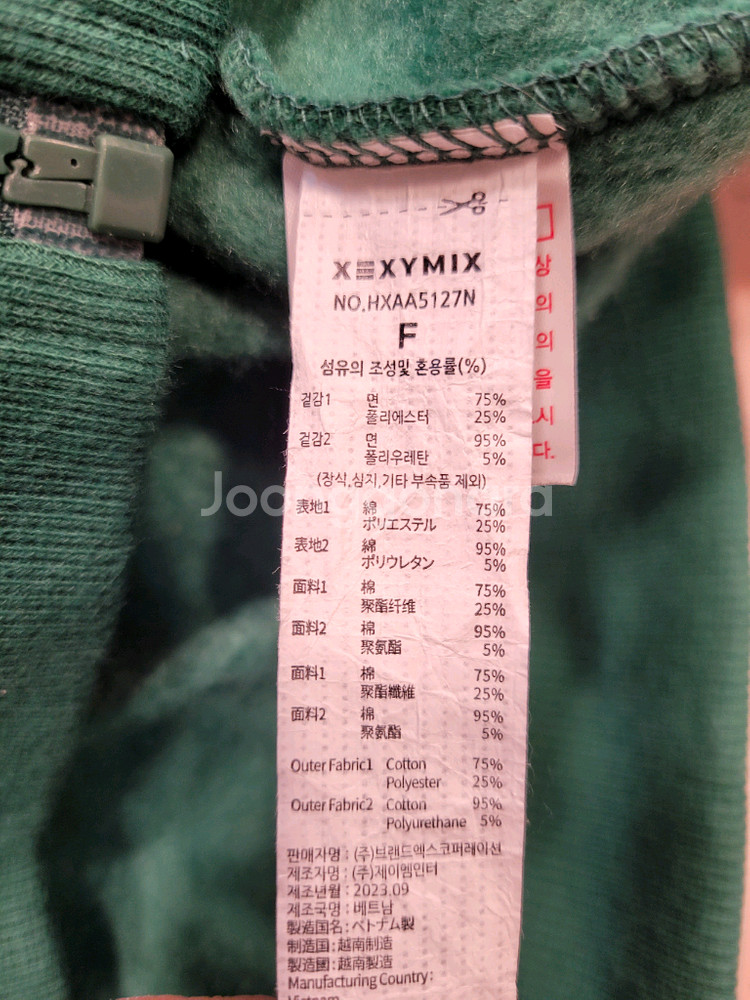 XEXYMIX
NO.HXAA5127N
F
섬유의 조성및 혼용률(%)
겉감1 면 75%
폴리에스터 25%
겉감2 면 95%
폴리우레탄 5%
(장식,심지,기타 부속품 제외)
表地1 綿 75%
ポリエステル 25%
表地2 綿 95%
ポリウレタン 5%
面料1 棉 75%
聚酯纤维 25%
面料2 棉 95%
聚氨酯 5%
面料1 棉 75%
聚酯纖維 25%
面料2 棉 95%
聚氨酯 5%
Outer Fabric1 Cotton 75%
Polyester 25%
Outer Fabric2 Cotton 95%
Polyurethane 5%
판매자명 : (주)브랜드엑스코퍼레이션
제조자명 : (주)제이엠인터
제조년월 : 2023.09
제조국명 : 베트남
製造国名 : ベトナム製
制造国 : 越南制造
製造國 : 越南製造
Manufacturing Country:
Vietnam
상
의
의
을
시
다.